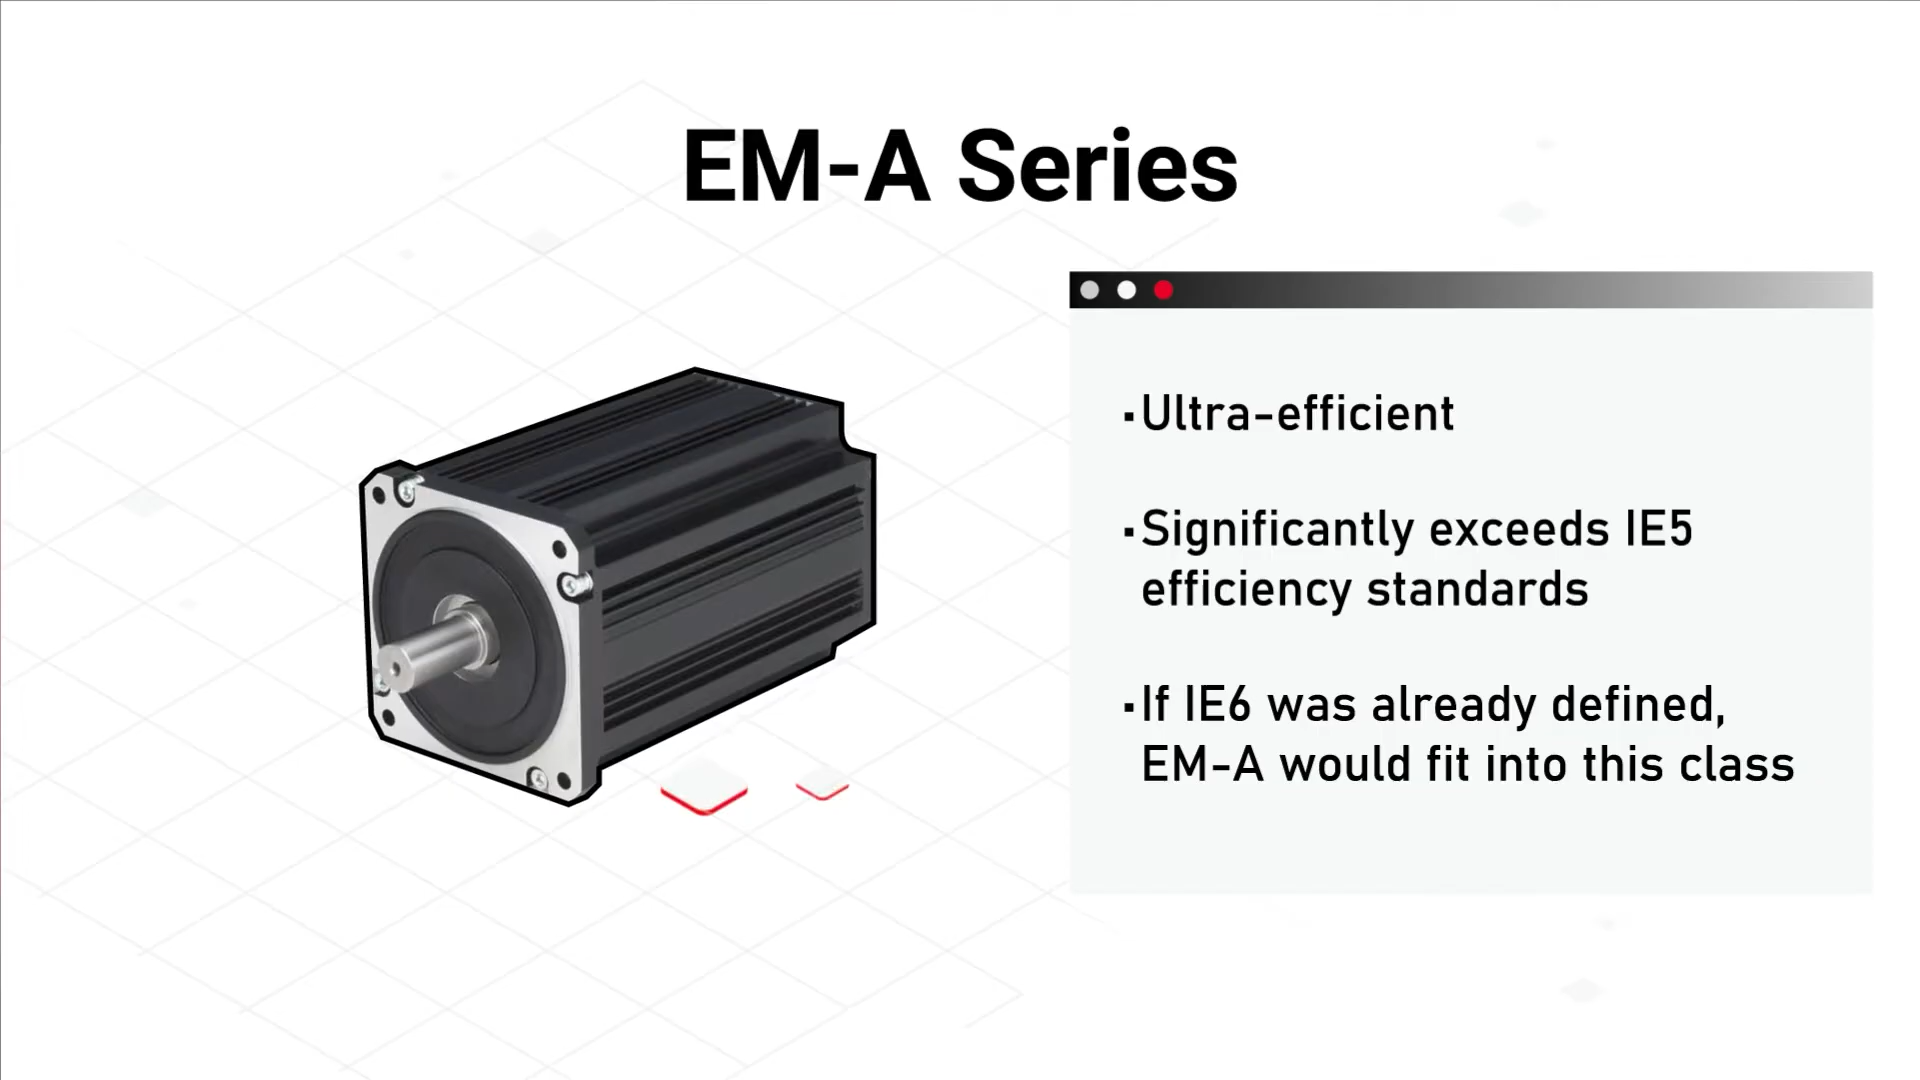 EM-A Series
▪Ultra-efficient
▪Significantly exceeds IE5
efficiency standards
▪If IE6 was already defined,
EM-A would fit into this class